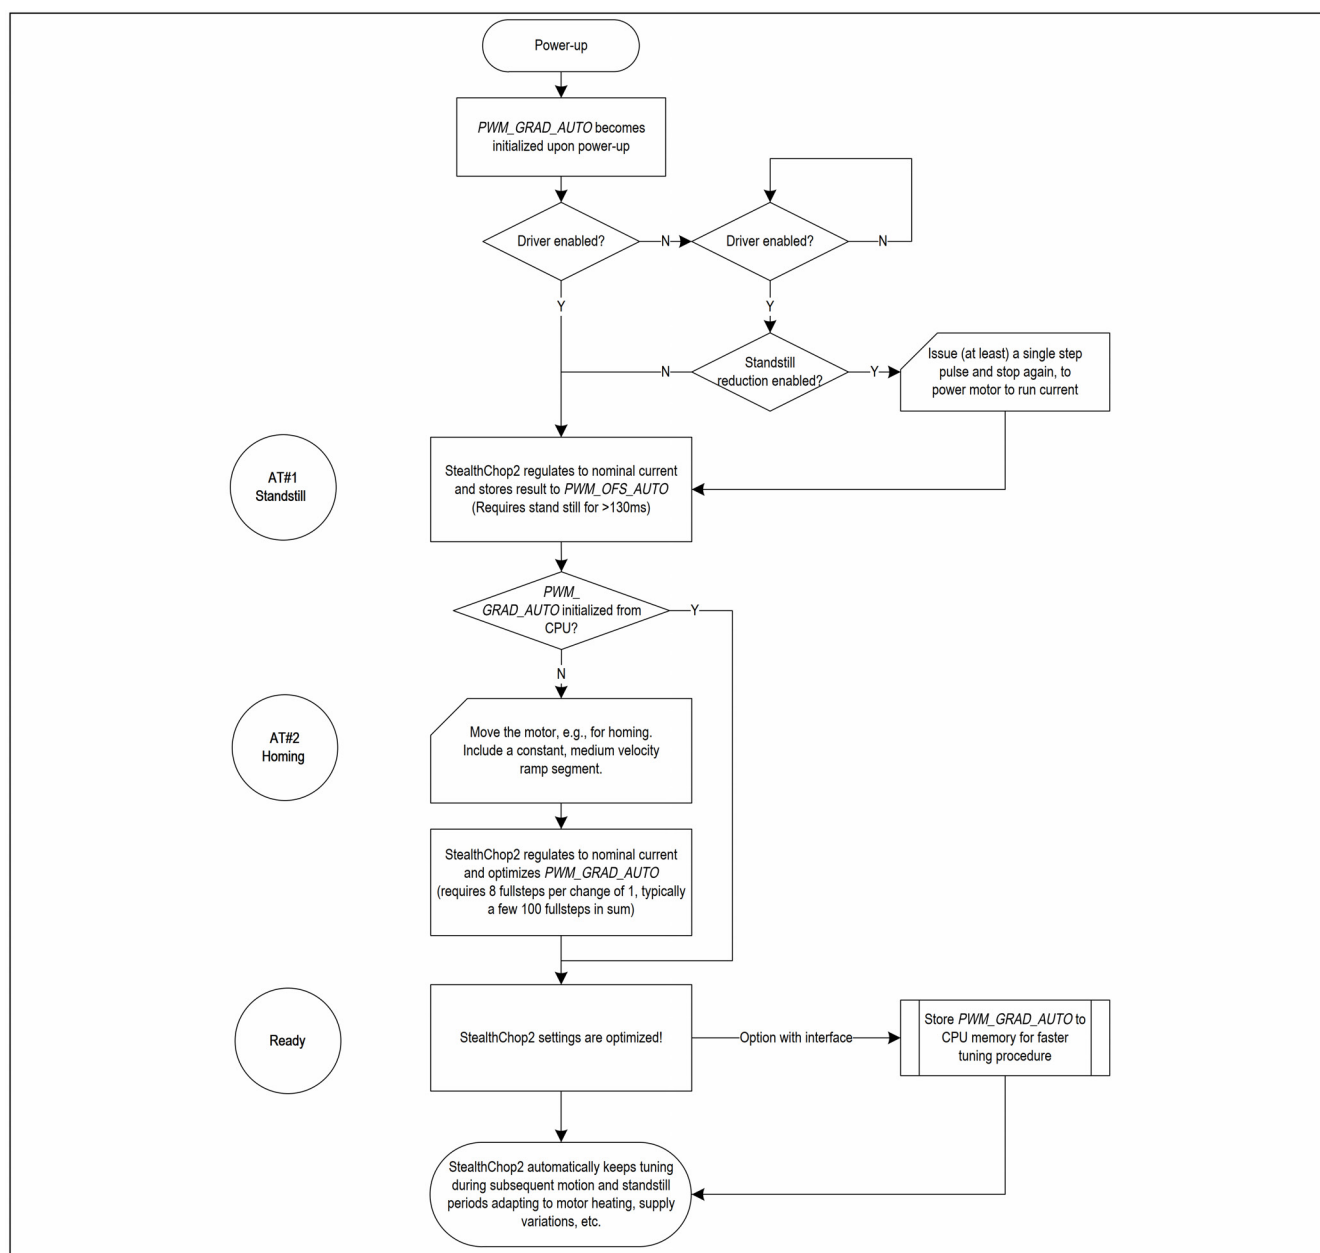 Power-up
PWM_GRAD_AUTO becomes
initialized upon power-up
Driver enabled?
N
Driver enabled?
N
Y
Y
Standstill
reduction enabled?
N
Y
Issue (at least) a single step
pulse and stop again, to
power motor to run current
AT#1
Standstill
StealthChop2 regulates to nominal current
and stores result to PWM_OFS_AUTO
(Requires stand still for >130ms)
PWM_
GRAD_AUTO initialized from
CPU?
Y
N
AT#2
Homing
Move the motor, e.g., for homing.
Include a constant, medium velocity
ramp segment.
StealthChop2 regulates to nominal current
and optimizes PWM_GRAD_AUTO
(requires 8 fullsteps per change of 1, typically
a few 100 fullsteps in sum)
Ready
StealthChop2 settings are optimized!
Option with interface
Store PWM_GRAD_AUTO to
CPU memory for faster
tuning procedure
StealthChop2 automatically keeps tuning
during subsequent motion and standstill
periods adapting to motor heating, supply
variations, etc.